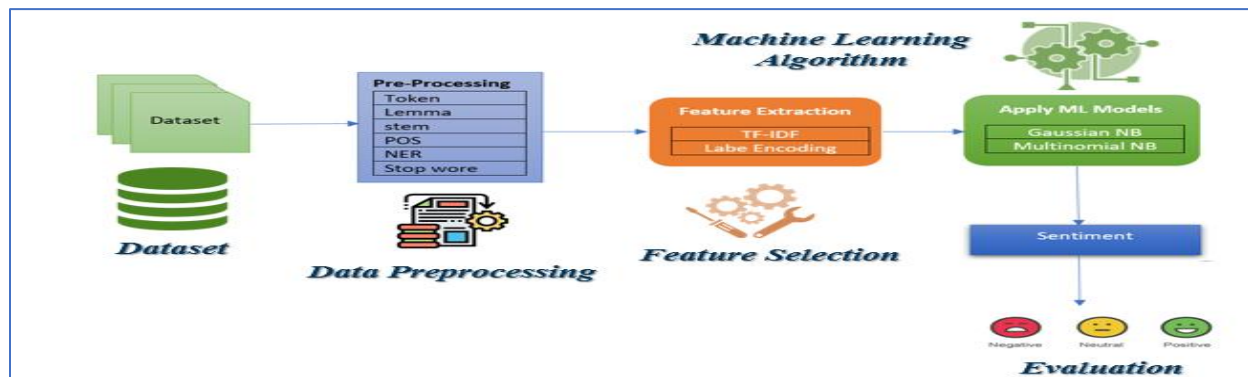 Dataset
Dataset
Pre-Processing
Token
Lemma
stem
POS
NER
Stop wore
Data Preprocessing
Feature Extraction
TF-IDF
Labe Encoding
Feature Selection
Machine Learning
Algorithm
Apply ML Models
Gaussian NB
Multinomial NB
Sentiment
Negative
Neutral
Positive
Evaluation